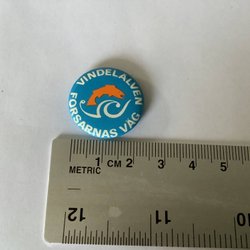 VINDELÄLVEN
FORSARNAS VÄG
1 CM 2 3 4 5
METRIC
12 11 10